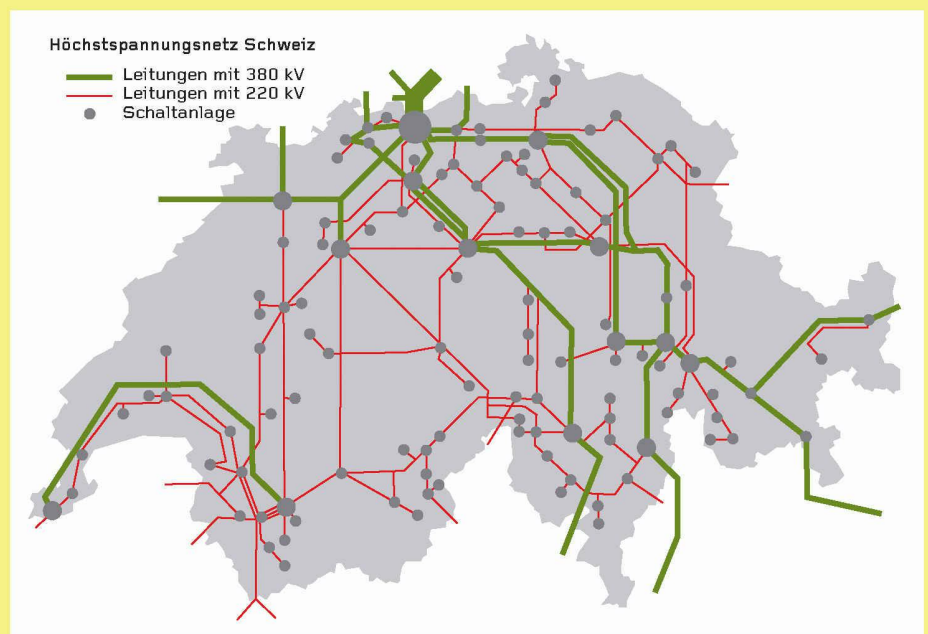 Höchstspannungsnetz Schweiz
Leitungen mit 380 kV
Leitungen mit 220 kV
Schaltanlage